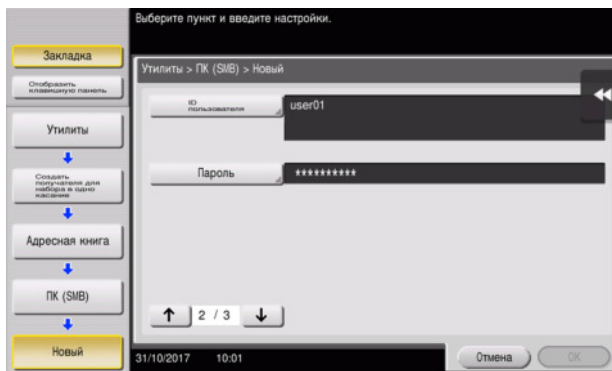 Выберите пункт и введите настройки.
Закладка
Отобразить
клавишную панель
Утилиты
Создать
получателя для
набора в одно
касание
Адресная книга
ПК (SMB)
Новый
Утилиты > ПК (SMB) > Новый
ID
пользователя
user01
Пароль
**********
2 / 3
31/10/2017 10:01
Отмена
OK